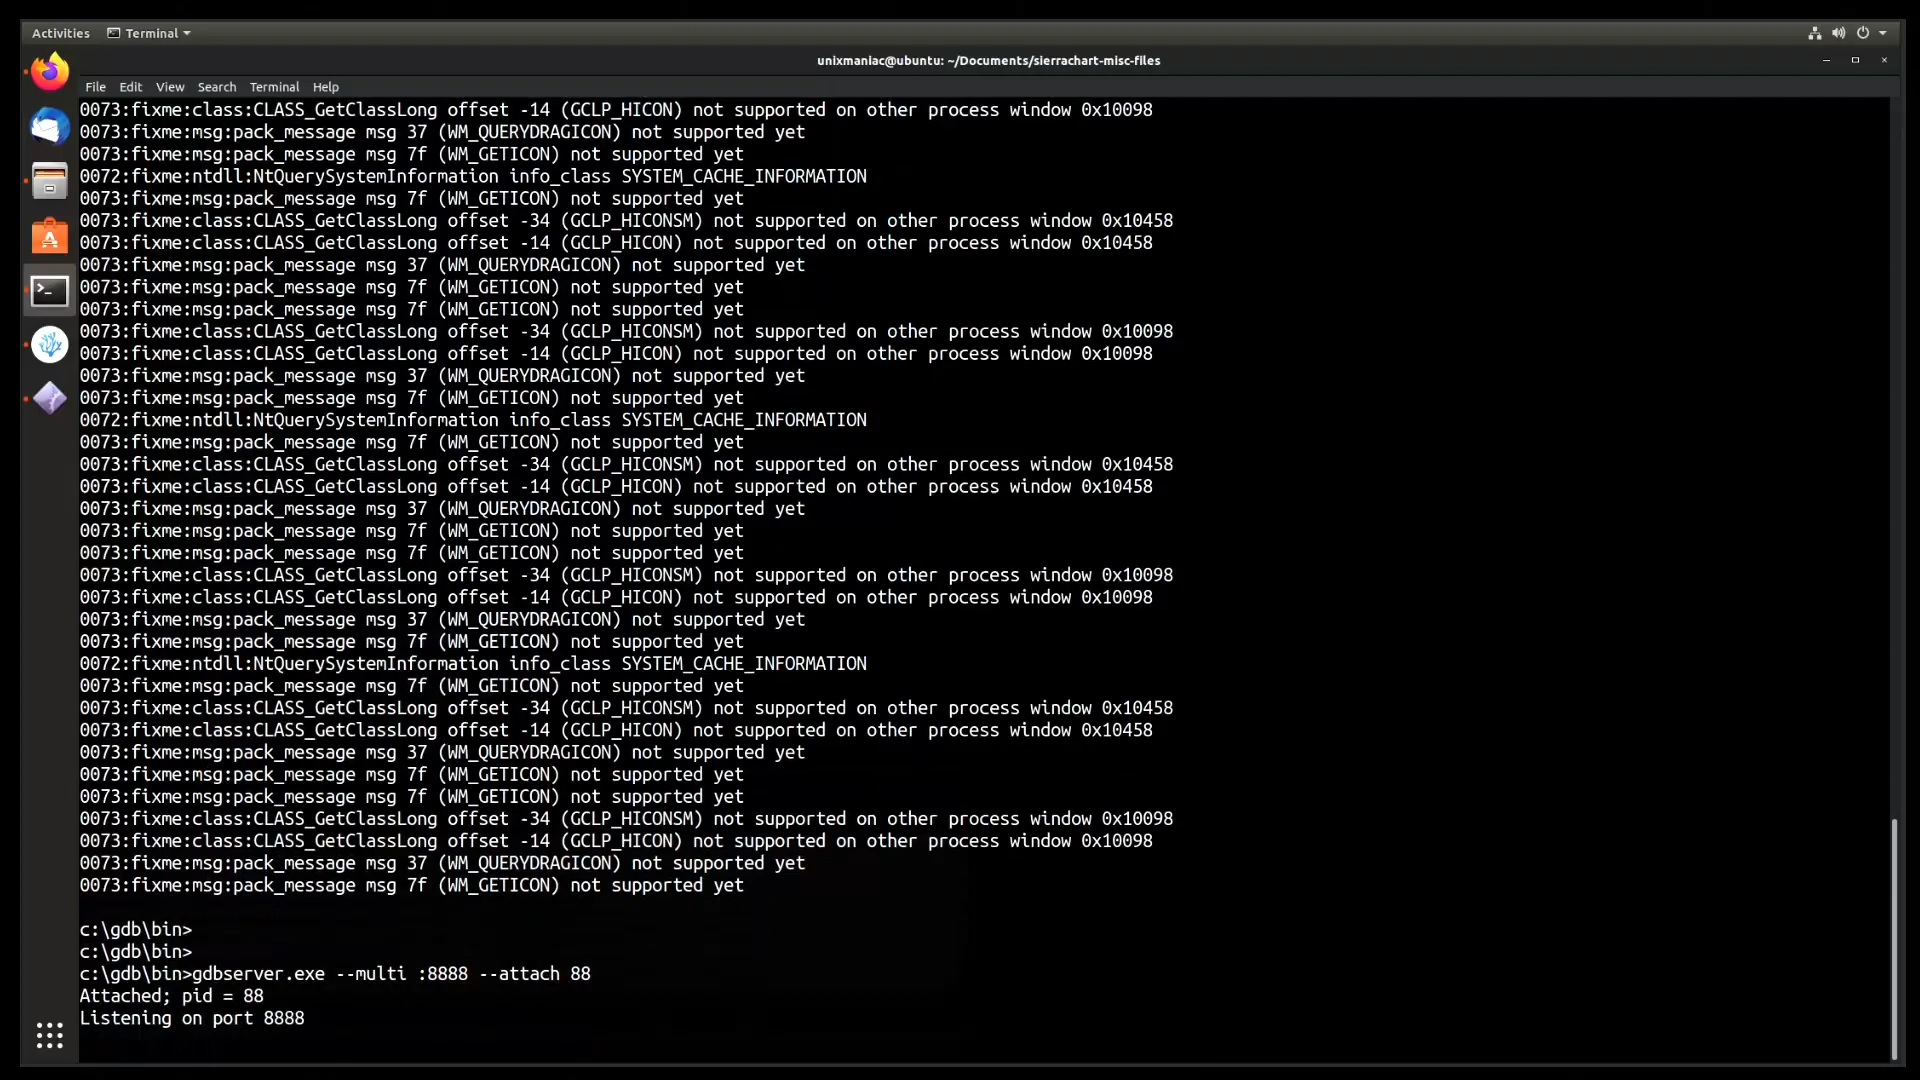 Activities Terminal
unixmaniac@ubuntu: ~/Documents/sierrachart-misc-files
File Edit View Search Terminal Help
0073:fixme:class:CLASS_GetClassLong offset -14 (GCLP_HICON) not supported on other process window 0x10098
0073:fixme:msg:pack_message msg 37 (WM_QUERYDRAGICON) not supported yet
0073:fixme:msg:pack_message msg 7f (WM_GETICON) not supported yet
0072:fixme:ntdll:NtQuerySystemInformation info_class SYSTEM_CACHE_INFORMATION
0073:fixme:msg:pack_message msg 7f (WM_GETICON) not supported yet
0073:fixme:class:CLASS_GetClassLong offset -34 (GCLP_HICONSM) not supported on other process window 0x10458
0073:fixme:class:CLASS_GetClassLong offset -14 (GCLP_HICON) not supported on other process window 0x10458
0073:fixme:msg:pack_message msg 37 (WM_QUERYDRAGICON) not supported yet
0073:fixme:msg:pack_message msg 7f (WM_GETICON) not supported yet
0073:fixme:msg:pack_message msg 7f (WM_GETICON) not supported yet
0073:fixme:class:CLASS_GetClassLong offset -34 (GCLP_HICONSM) not supported on other process window 0x10098
0073:fixme:class:CLASS_GetClassLong offset -14 (GCLP_HICON) not supported on other process window 0x10098
0073:fixme:msg:pack_message msg 37 (WM_QUERYDRAGICON) not supported yet
0073:fixme:msg:pack_message msg 7f (WM_GETICON) not supported yet
0072:fixme:ntdll:NtQuerySystemInformation info_class SYSTEM_CACHE_INFORMATION
0073:fixme:msg:pack_message msg 7f (WM_GETICON) not supported yet
0073:fixme:class:CLASS_GetClassLong offset -34 (GCLP_HICONSM) not supported on other process window 0x10458
0073:fixme:class:CLASS_GetClassLong offset -14 (GCLP_HICON) not supported on other process window 0x10458
0073:fixme:msg:pack_message msg 37 (WM_QUERYDRAGICON) not supported yet
0073:fixme:msg:pack_message msg 7f (WM_GETICON) not supported yet
0073:fixme:msg:pack_message msg 7f (WM_GETICON) not supported yet
0073:fixme:class:CLASS_GetClassLong offset -34 (GCLP_HICONSM) not supported on other process window 0x10098
0073:fixme:class:CLASS_GetClassLong offset -14 (GCLP_HICON) not supported on other process window 0x10098
0073:fixme:msg:pack_message msg 37 (WM_QUERYDRAGICON) not supported yet
0073:fixme:msg:pack_message msg 7f (WM_GETICON) not supported yet
0072:fixme:ntdll:NtQuerySystemInformation info_class SYSTEM_CACHE_INFORMATION
0073:fixme:msg:pack_message msg 7f (WM_GETICON) not supported yet
0073:fixme:class:CLASS_GetClassLong offset -34 (GCLP_HICONSM) not supported on other process window 0x10458
0073:fixme:class:CLASS_GetClassLong offset -14 (GCLP_HICON) not supported on other process window 0x10458
0073:fixme:msg:pack_message msg 37 (WM_QUERYDRAGICON) not supported yet
0073:fixme:msg:pack_message msg 7f (WM_GETICON) not supported yet
0073:fixme:msg:pack_message msg 7f (WM_GETICON) not supported yet
0073:fixme:class:CLASS_GetClassLong offset -34 (GCLP_HICONSM) not supported on other process window 0x10098
0073:fixme:class:CLASS_GetClassLong offset -14 (GCLP_HICON) not supported on other process window 0x10098
0073:fixme:msg:pack_message msg 37 (WM_QUERYDRAGICON) not supported yet
0073:fixme:msg:pack_message msg 7f (WM_GETICON) not supported yet
c:\gdb\bin>
c:\gdb\bin>
c:\gdb\bin>gdbserver.exe --multi :8888 --attach 88
Attached; pid = 88
Listening on port 8888